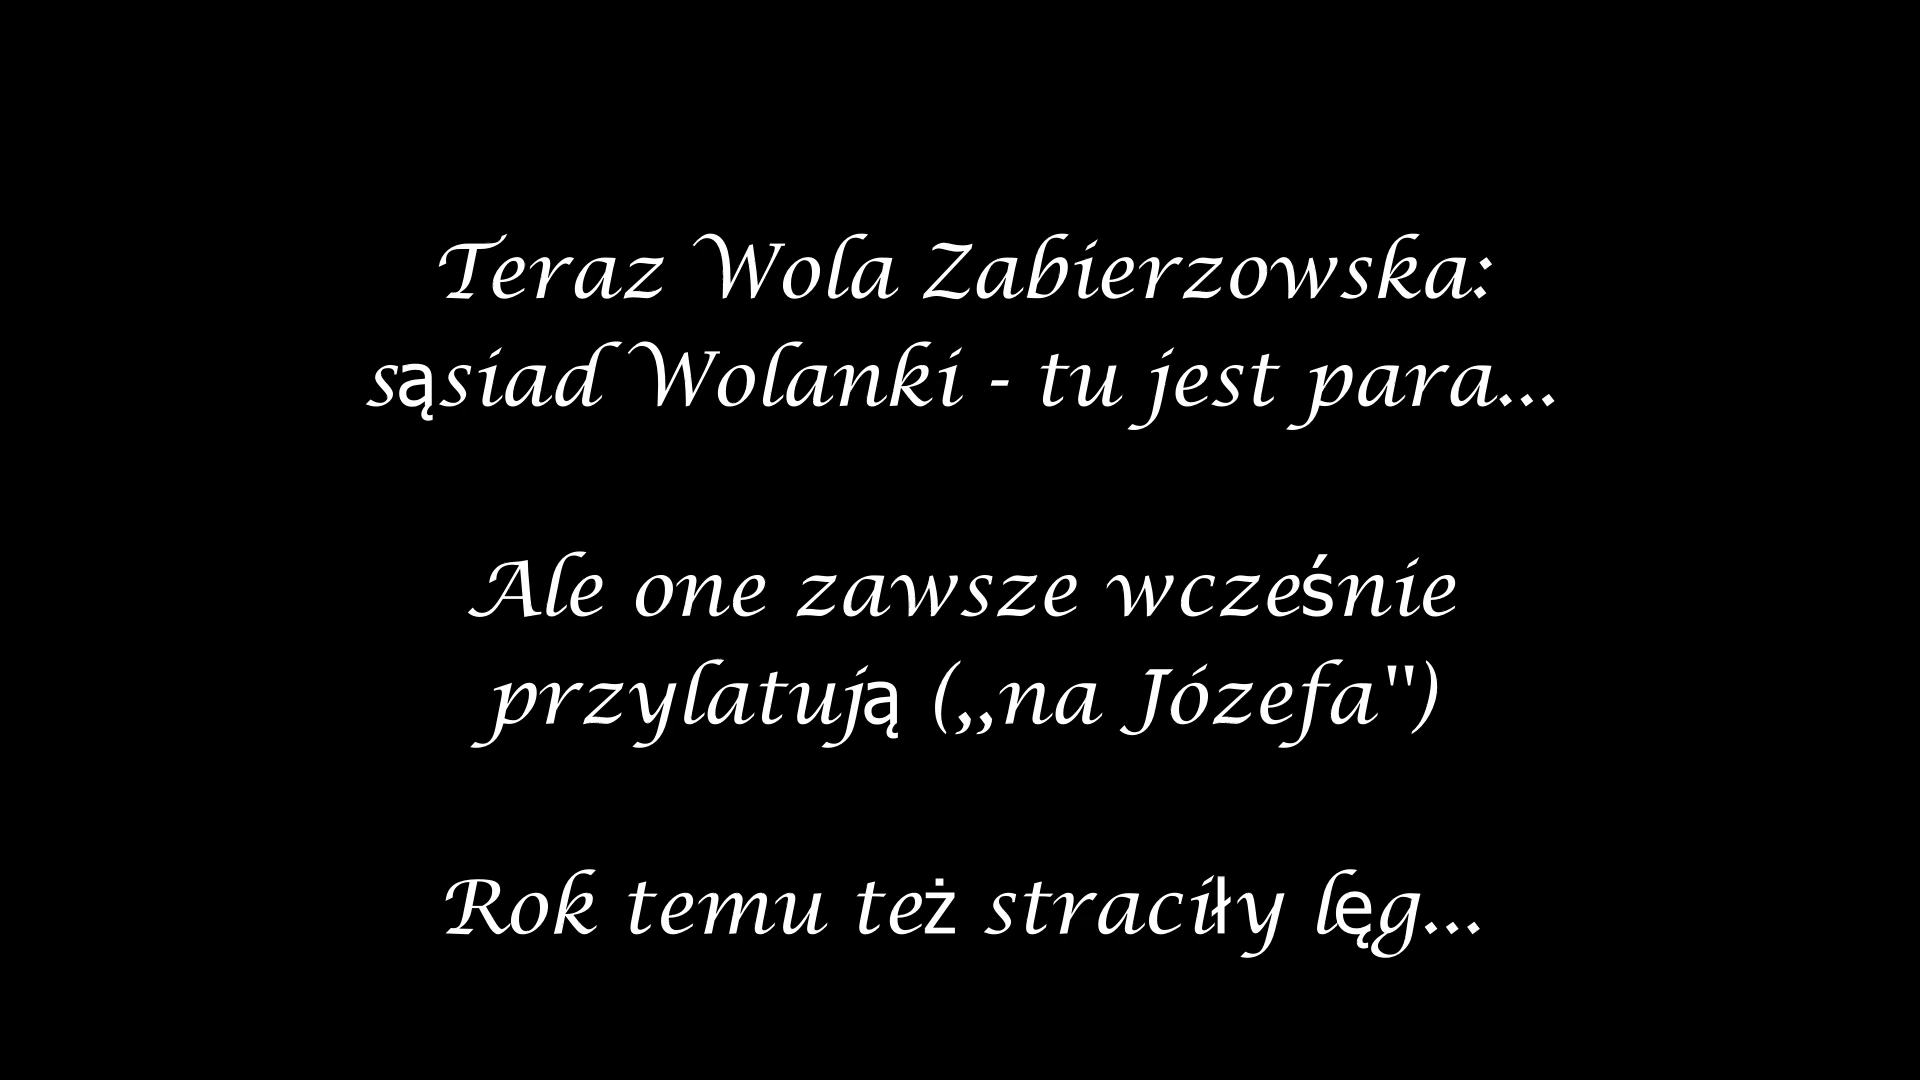 Teraz Wola Zabierzowska:
sąsiad Wolanki - tu jest para...
Ale one zawsze wcześnie
przylatują (,,na Józefa")
Rok temu też straciły lęg...